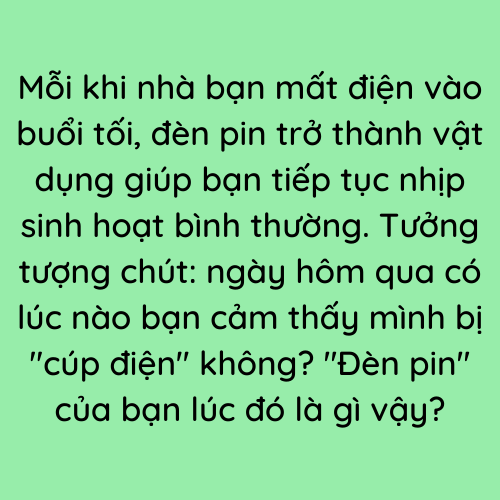 Mỗi khi nhà bạn mất điện vào
buổi tối, đèn pin trở thành vật
dụng giúp bạn tiếp tục nhịp
sinh hoạt bình thường. Tưởng
tượng chút: ngày hôm qua có
lúc nào bạn cảm thấy mình bị
"cúp điện" không? "Đèn pin"
của bạn lúc đó là gì vậy?